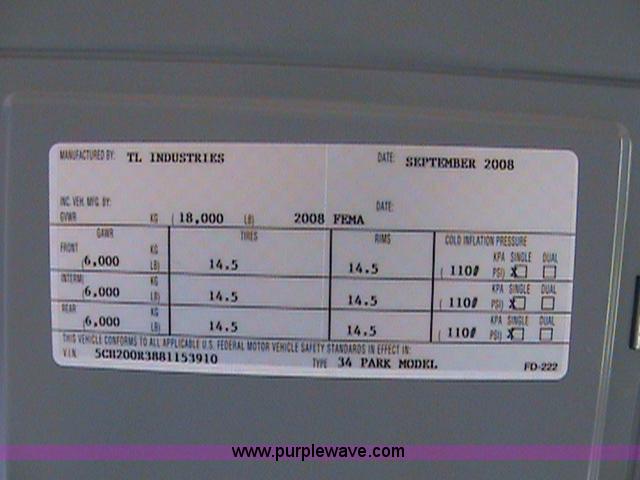 MANUFACTURED BY: TL INDUSTRIES DATE: SEPTEMBER 2008
INC. VEH. MFG. BY: DATE:
GVWR KG (18,000 LB) 2008 FEMA
GAWR TIRES RIMS COLD INFLATION PRESSURE
FRONT KG KPA SINGLE DUAL
(6,000 LB) 14.5 14.5 (110# PSI) X
INTERM KG KPA SINGLE DUAL
(6,000 LB) 14.5 14.5 (110# PSI) X
REAR KG KPA SINGLE DUAL
(6,000 LB) 14.5 14.5 (110# PSI) X
THIS VEHICLE CONFORMS TO ALL APPLICABLE U.S. FEDERAL MOTOR VEHICLE SAFETY STANDARDS IN EFFECT IN:
V.I.N. 5CH200R3881153910 TYPE 34 PARK MODEL FD-222
www.purplewave.com